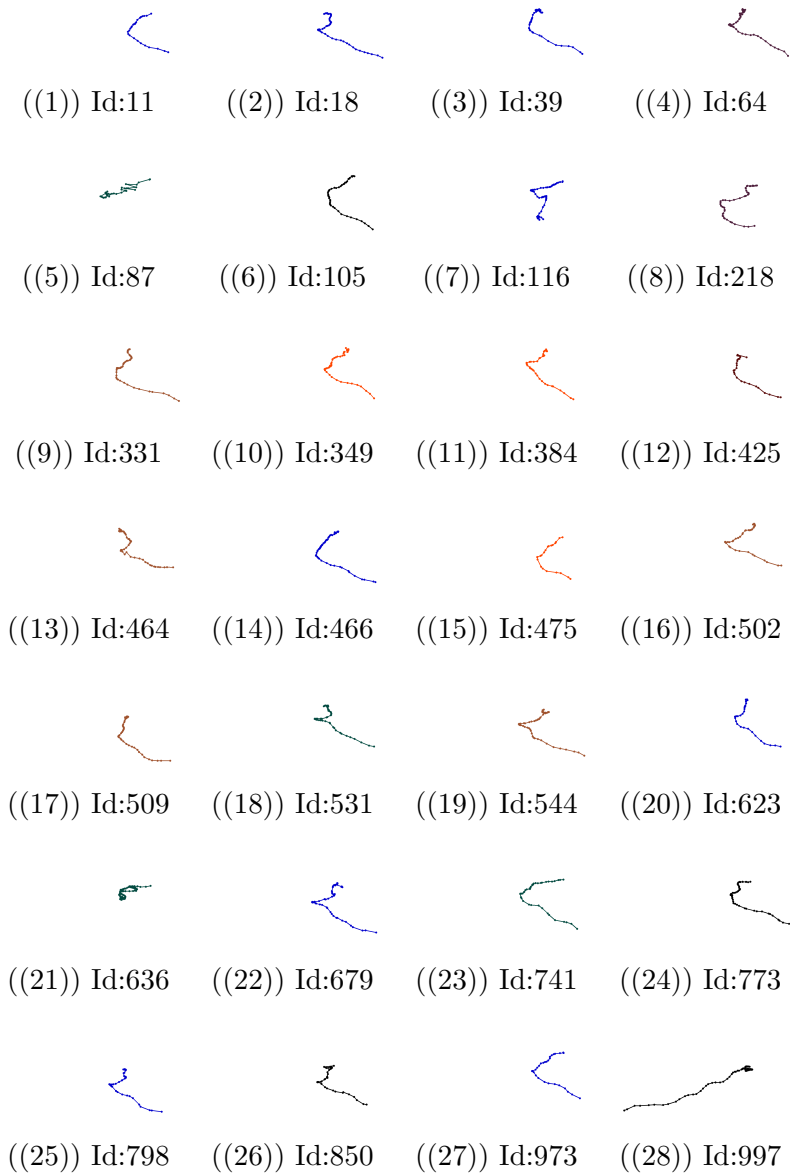 ((1)) Id:11 ((2)) Id:18 ((3)) Id:39 ((4)) Id:64
((5)) Id:87 ((6)) Id:105 ((7)) Id:116 ((8)) Id:218
((9)) Id:331 ((10)) Id:349 ((11)) Id:384 ((12)) Id:425
((13)) Id:464 ((14)) Id:466 ((15)) Id:475 ((16)) Id:502
((17)) Id:509 ((18)) Id:531 ((19)) Id:544 ((20)) Id:623
((21)) Id:636 ((22)) Id:679 ((23)) Id:741 ((24)) Id:773
((25)) Id:798 ((26)) Id:850 ((27)) Id:973 ((28)) Id:997